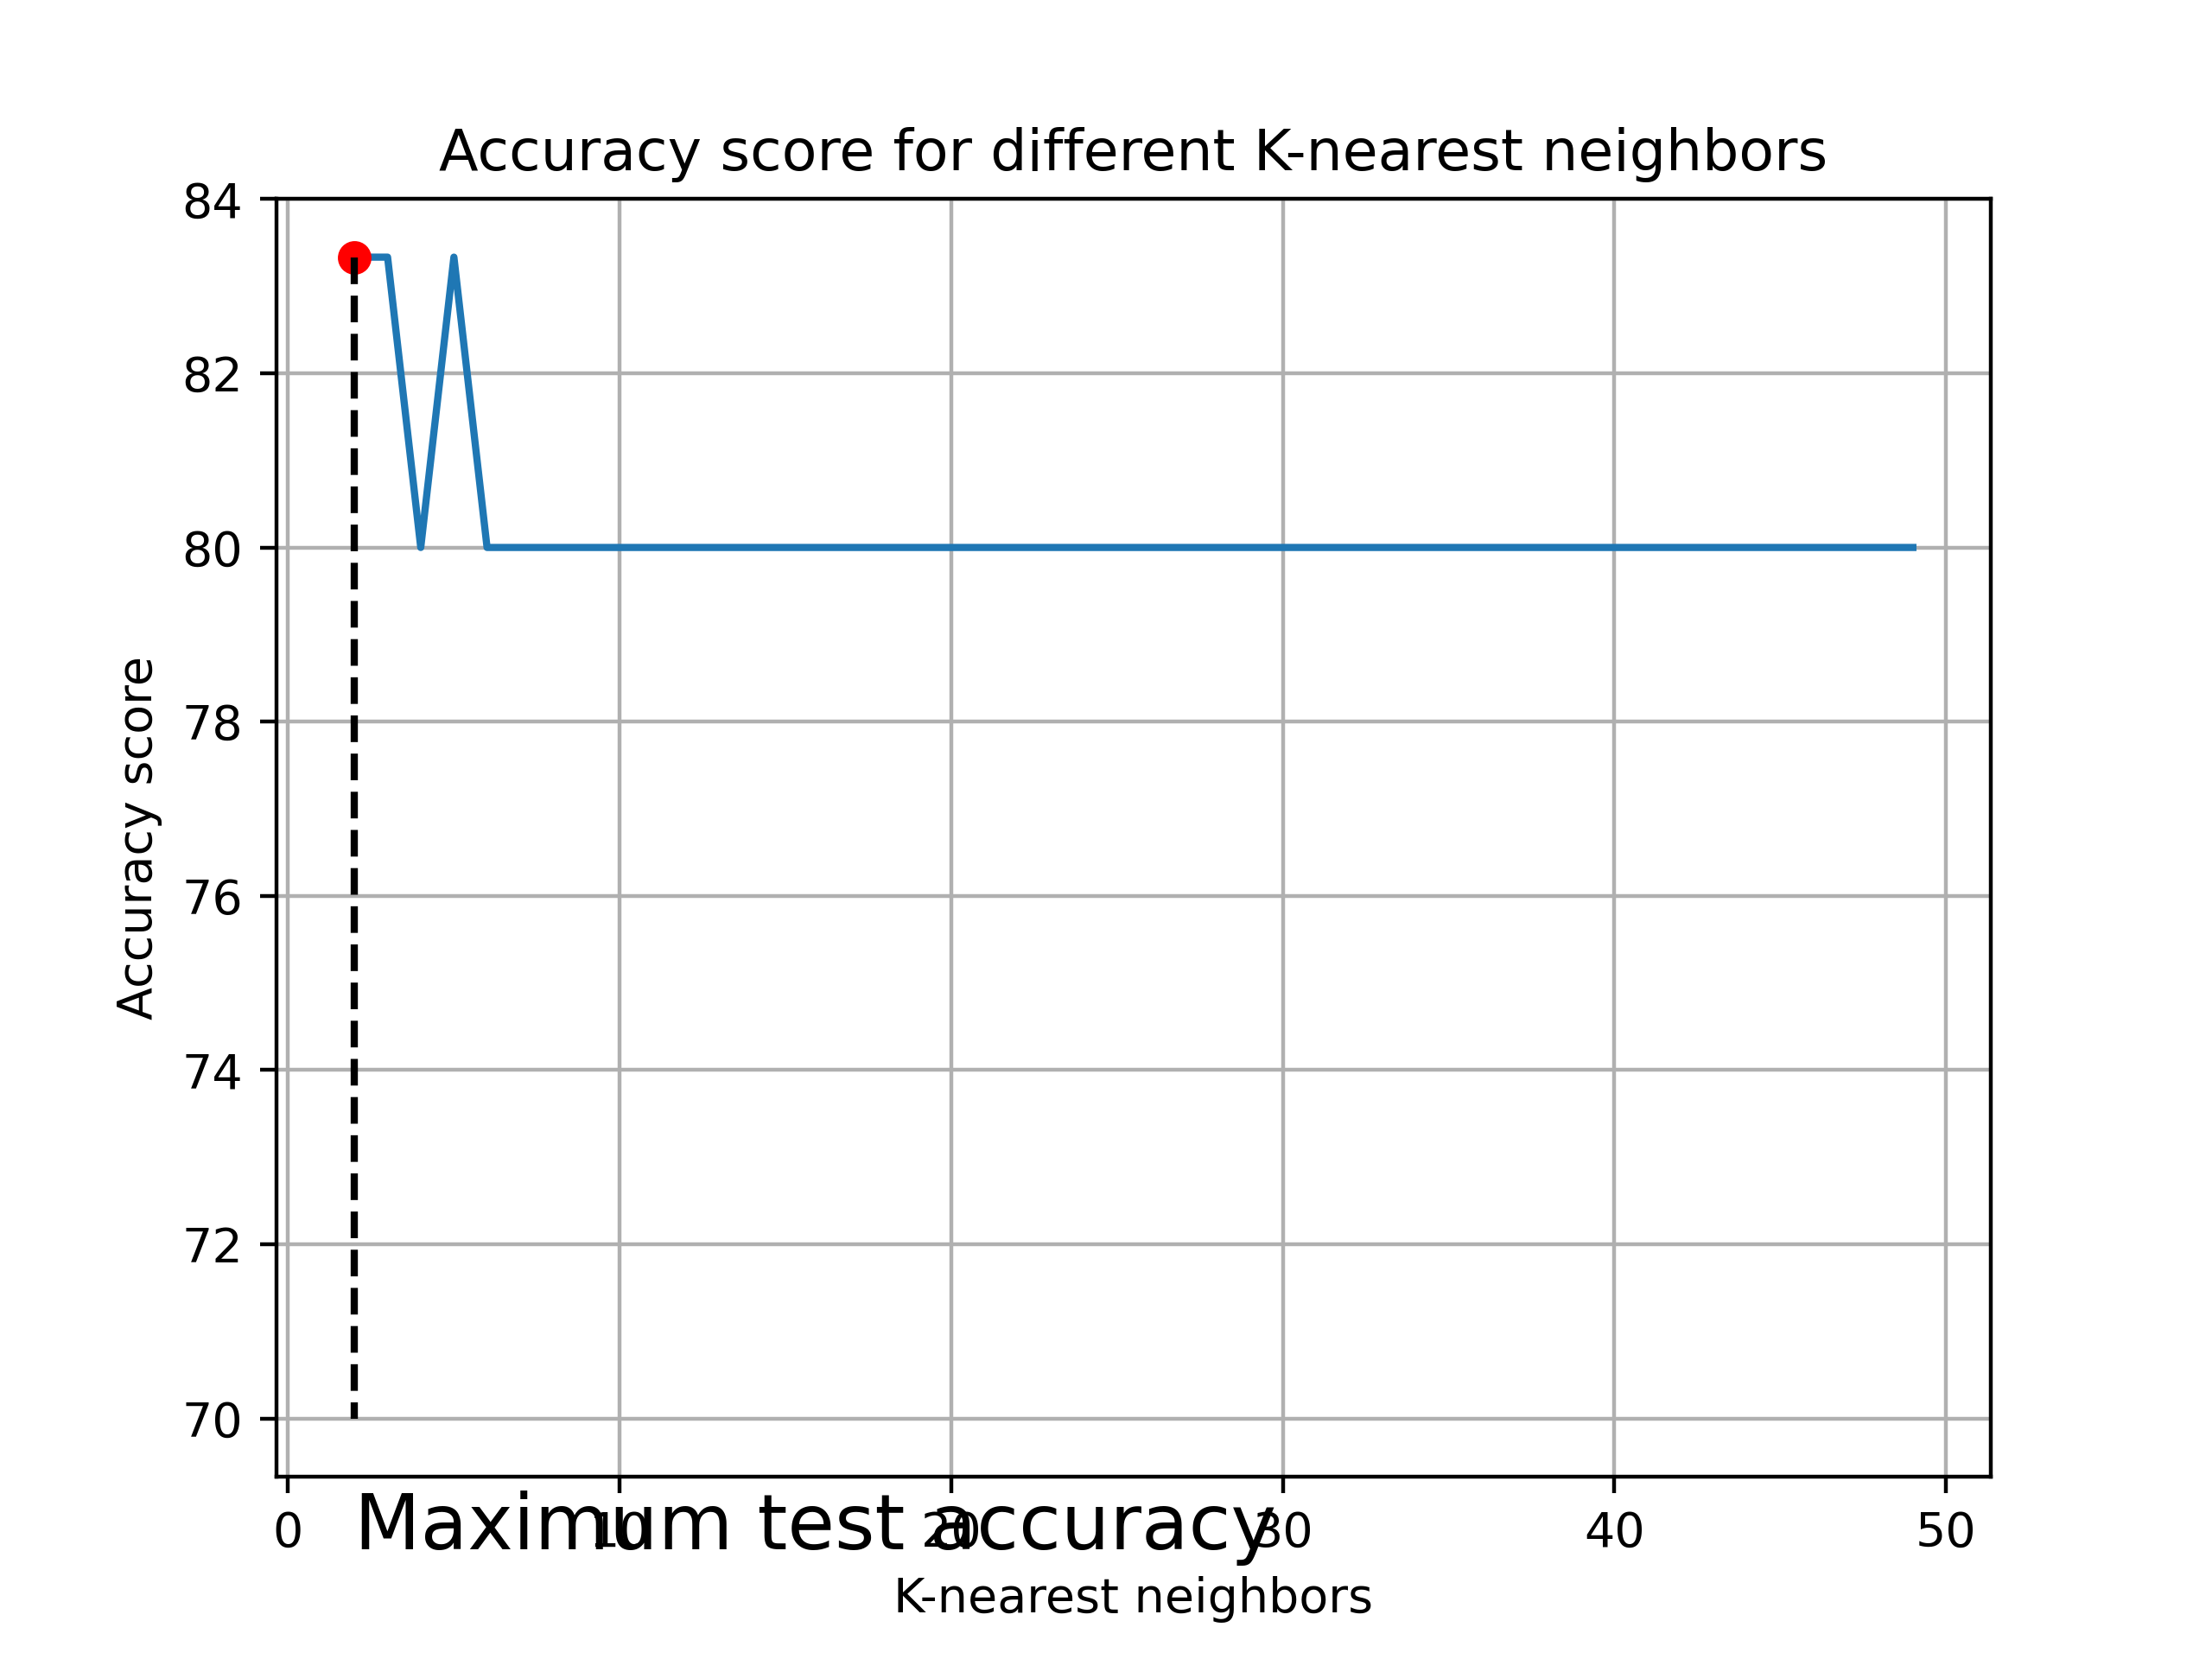 Accuracy score for different K-nearest neighbors
84
82
80
78
76
74
72
70
Accuracy score
0 10 20 30 40 50
Maximum test accuracy
K-nearest neighbors